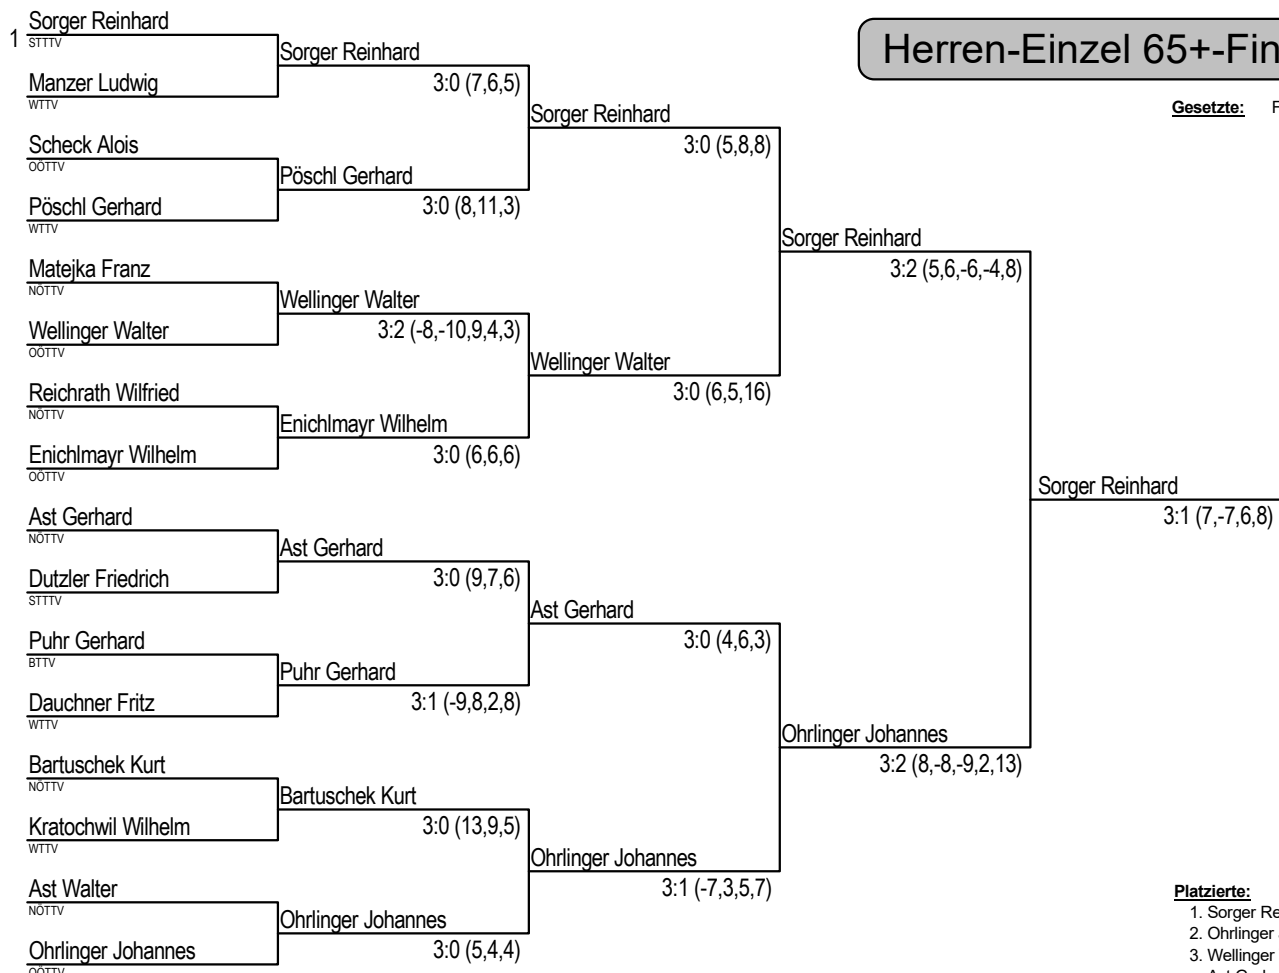 Herren-Einzel 65+-Fin
Gesetzte: F
1 Sorger Reinhard
STTTV
Manzer Ludwig
WTTV
Scheck Alois
OÖTTV
Pöschl Gerhard
WTTV
Matejka Franz
NÖTTV
Wellinger Walter
OÖTTV
Reichrath Wilfried
NÖTTV
Enichlmayr Wilhelm
OÖTTV
Ast Gerhard
NÖTTV
Dutzler Friedrich
STTTV
Puhr Gerhard
BTTV
Dauchner Fritz
WTTV
Bartuschek Kurt
NÖTTV
Kratochwil Wilhelm
WTTV
Ast Walter
NÖTTV
Ohrlinger Johannes
OÖTTV
Sorger Reinhard
3:0 (7,6,5)
Pöschl Gerhard
3:0 (8,11,3)
Wellinger Walter
3:2 (-8,-10,9,4,3)
Enichlmayr Wilhelm
3:0 (6,6,6)
Ast Gerhard
3:0 (9,7,6)
Puhr Gerhard
3:1 (-9,8,2,8)
Bartuschek Kurt
3:0 (13,9,5)
Ohrlinger Johannes
3:0 (5,4,4)
Sorger Reinhard
3:0 (5,8,8)
Wellinger Walter
3:0 (6,5,16)
Ast Gerhard
3:0 (4,6,3)
Ohrlinger Johannes
3:1 (-7,3,5,7)
Sorger Reinhard
3:2 (5,6,-6,-4,8)
Ohrlinger Johannes
3:2 (8,-8,-9,2,13)
Sorger Reinhard
3:1 (7,-7,6,8)
Platzierte:
1. Sorger Re
2. Ohrlinger
3. Wellinger